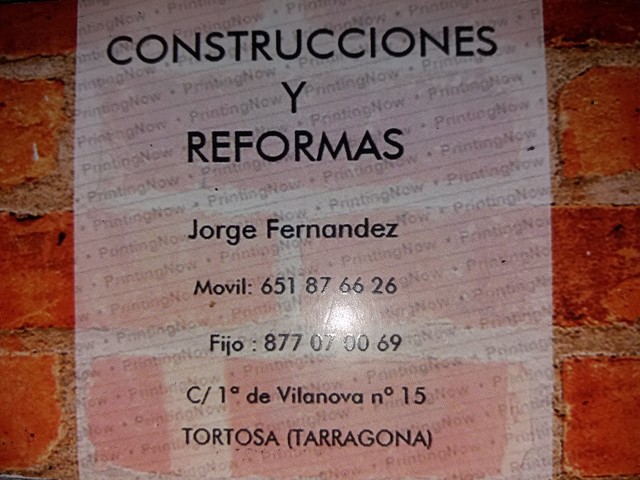 CONSTRUCCIONES
Y
REFORMAS
Jorge Fernandez
Movil: 651 87 66 26
Fijo : 877 07 00 69
C/ 1ª de Vilanova nº 15
TORTOSA (TARRAGONA)